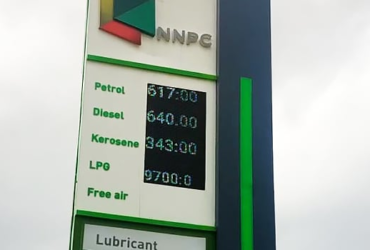 NNPC
Petrol 617:00
Diesel 640.00
Kerosene 343:00
LPG 9700:0
Free air
Lubricant